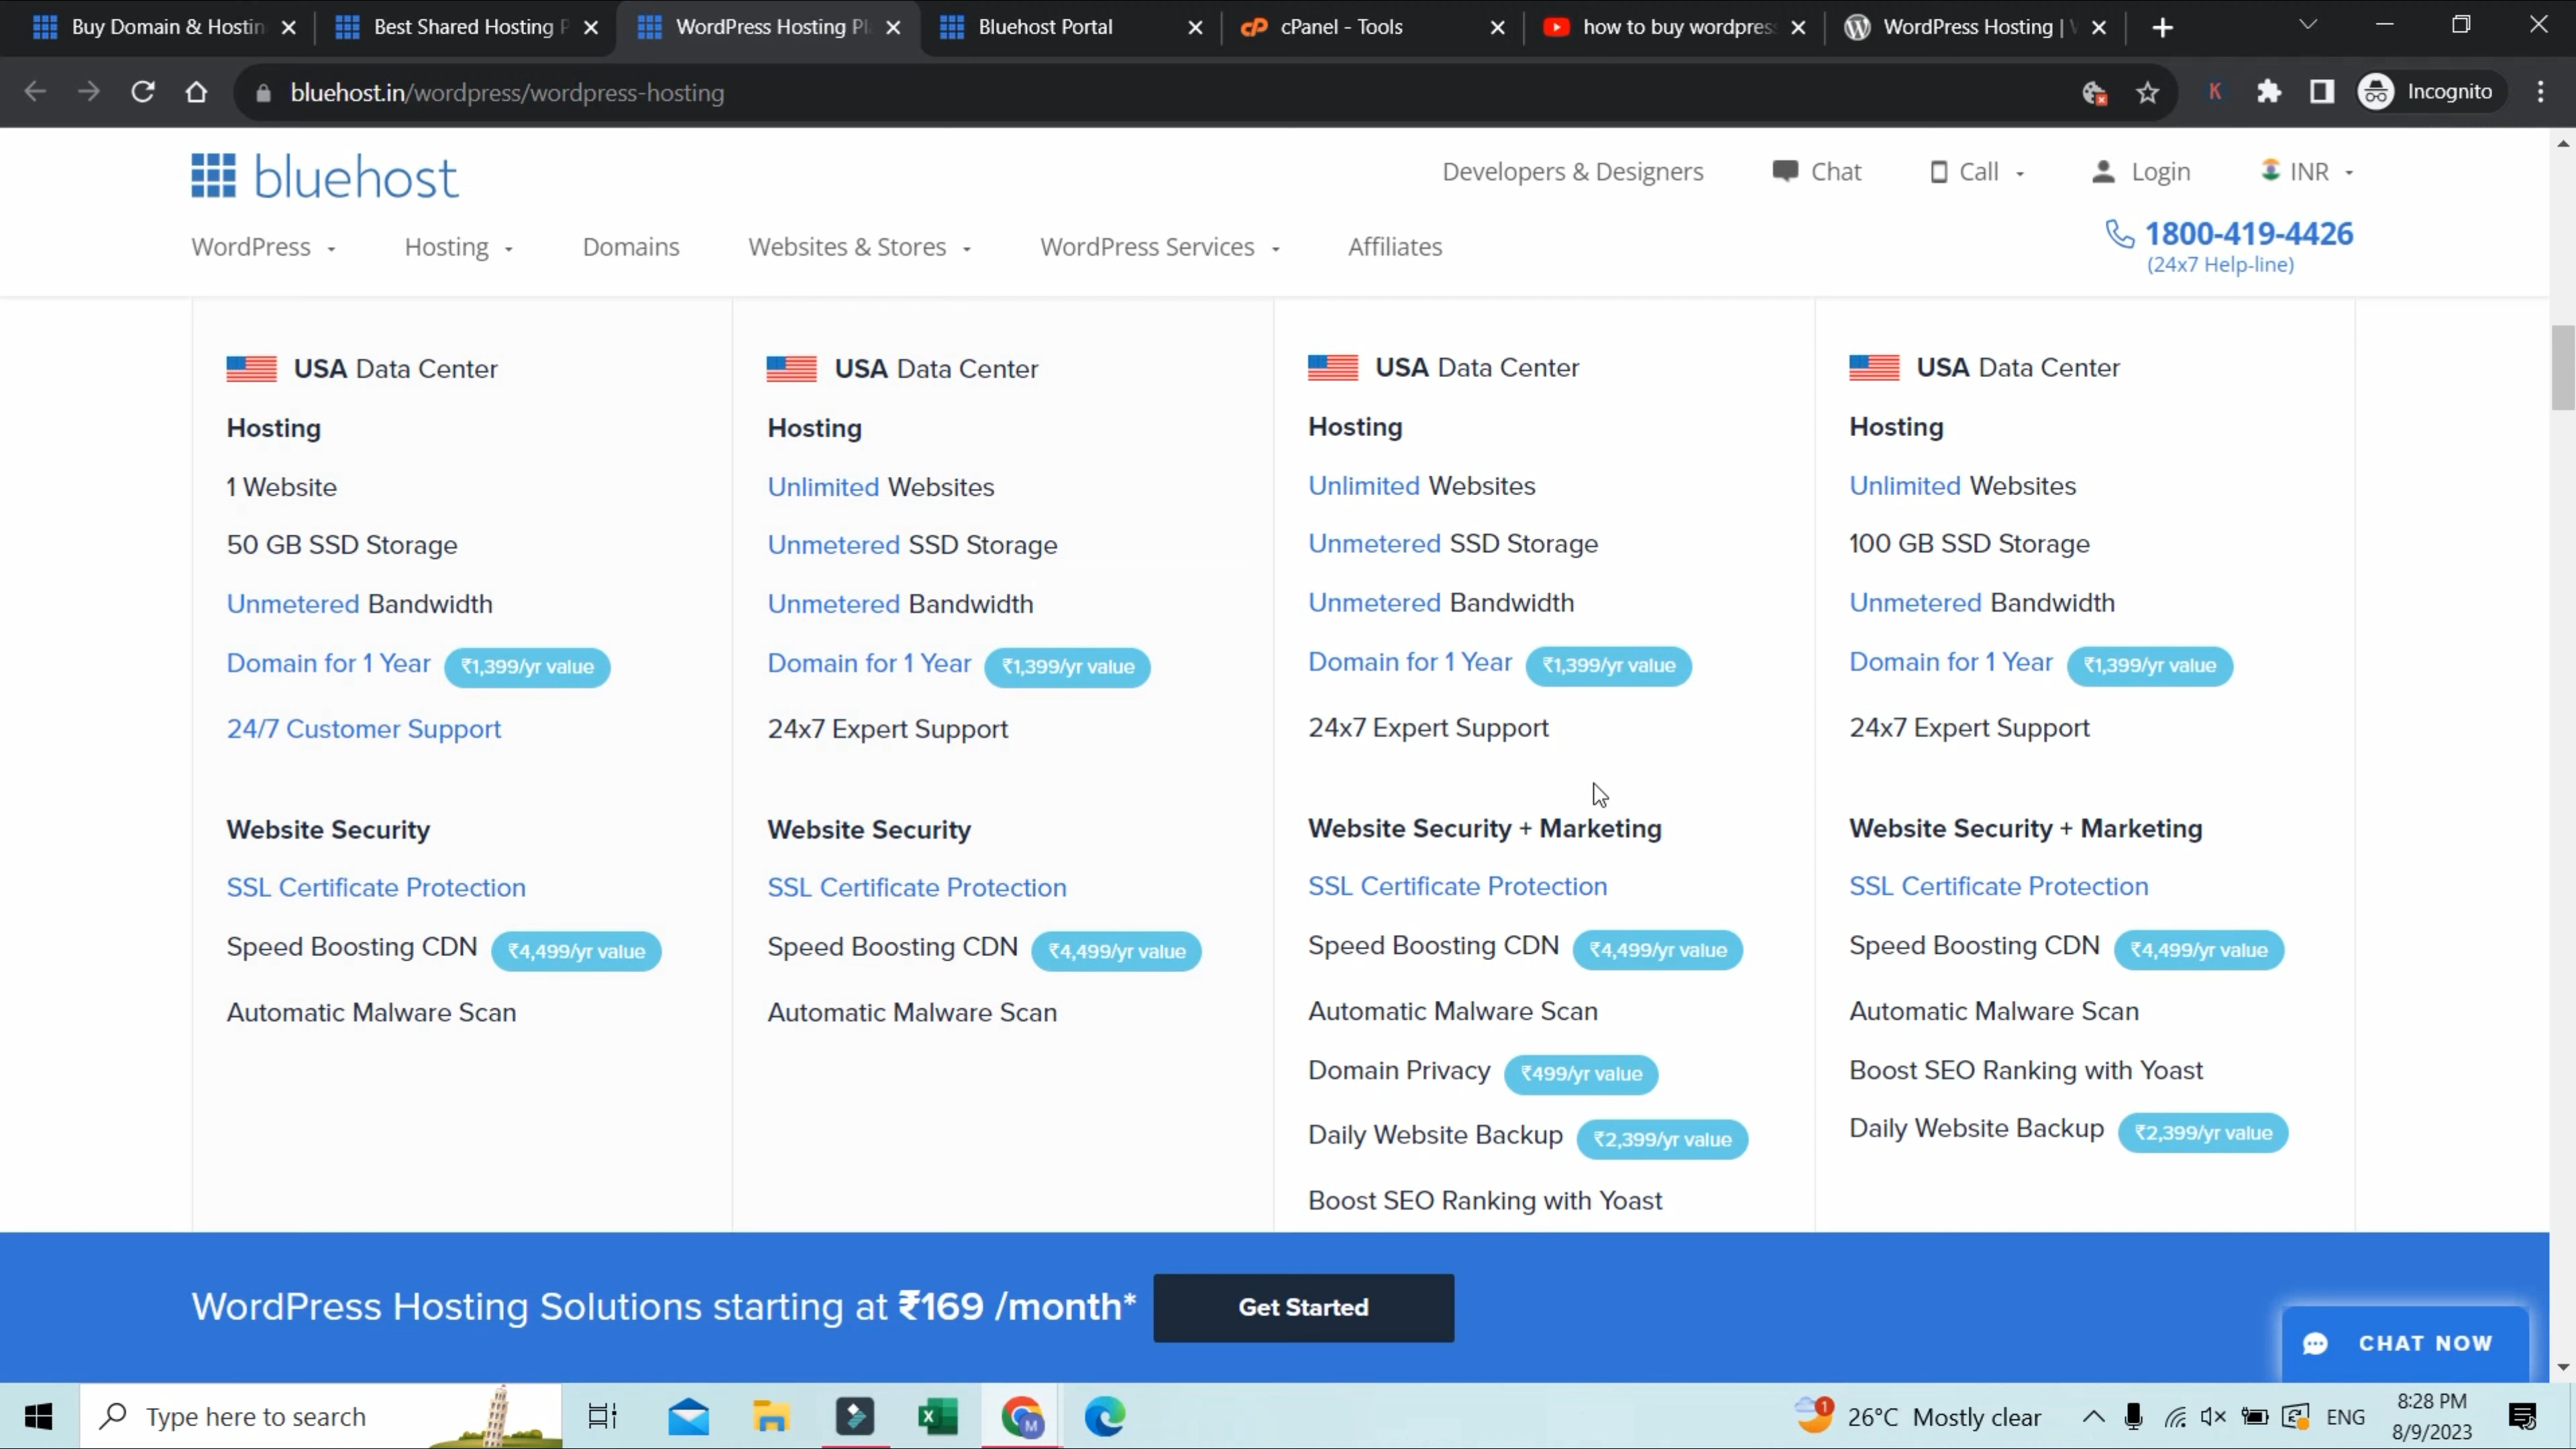 Buy Domain & Hostin
Best Shared Hosting P
WordPress Hosting Pl
Bluehost Portal
cPanel - Tools
how to buy wordpres
WordPress Hosting |
bluehost.in/wordpress/wordpress-hosting
K
Incognito
bluehost
Developers & Designers
Chat
Call
Login
INR
WordPress
Hosting
Domains
Websites & Stores
WordPress Services
Affiliates
1800-419-4426
(24x7 Help-line)
USA Data Center
Hosting
1 Website
50 GB SSD Storage
Unmetered Bandwidth
Domain for 1 Year ₹1,399/yr value
24/7 Customer Support
Website Security
SSL Certificate Protection
Speed Boosting CDN ₹4,499/yr value
Automatic Malware Scan
USA Data Center
Hosting
Unlimited Websites
Unmetered SSD Storage
Unmetered Bandwidth
Domain for 1 Year ₹1,399/yr value
24x7 Expert Support
Website Security
SSL Certificate Protection
Speed Boosting CDN ₹4,499/yr value
Automatic Malware Scan
USA Data Center
Hosting
Unlimited Websites
Unmetered SSD Storage
Unmetered Bandwidth
Domain for 1 Year ₹1,399/yr value
24x7 Expert Support
Website Security + Marketing
SSL Certificate Protection
Speed Boosting CDN ₹4,499/yr value
Automatic Malware Scan
Domain Privacy ₹499/yr value
Daily Website Backup ₹2,399/yr value
Boost SEO Ranking with Yoast
USA Data Center
Hosting
Unlimited Websites
100 GB SSD Storage
Unmetered Bandwidth
Domain for 1 Year ₹1,399/yr value
24x7 Expert Support
Website Security + Marketing
SSL Certificate Protection
Speed Boosting CDN ₹4,499/yr value
Automatic Malware Scan
Boost SEO Ranking with Yoast
Daily Website Backup ₹2,399/yr value
WordPress Hosting Solutions starting at ₹169 /month*
Get Started
CHAT NOW
Type here to search
M
1
26°C Mostly clear
ENG
8:28 PM
8/9/2023